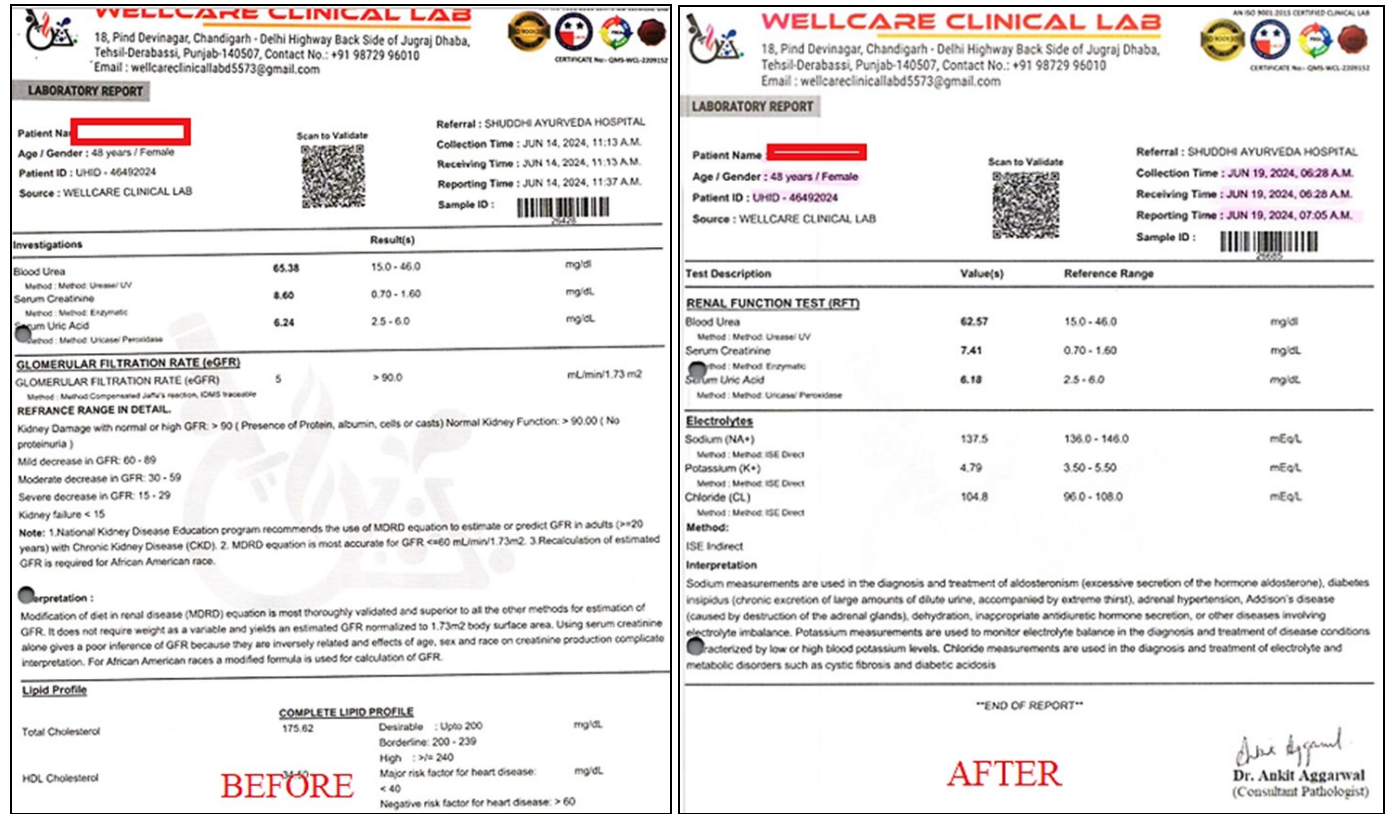 WELLCARE CLINICAL LAB
18, Pind Devinagar, Chandigarh - Delhi Highway Back Side of Jugraj Dhaba,
Tehsil-Derabassi, Punjab-140507, Contact No.: +91 98729 96010
Email : wellcareclinicallabd5573@gmail.com
CERTIFICATE No:- QMS-WCL-2209152
LABORATORY REPORT
Patient Na
Age / Gender : 48 years / Female
Patient ID : UHID - 46492024
Source : WELLCARE CLINICAL LAB
Scan to Validate
Referral : SHUDDHI AYURVEDA HOSPITAL
Collection Time : JUN 14, 2024, 11:13 A.M.
Receiving Time : JUN 14, 2024, 11:13 A.M.
Reporting Time : JUN 14, 2024, 11:37 A.M.
Sample ID :
26428
Investigations Result(s)
Blood Urea 65.38 15.0 - 46.0 mg/dl
Method : Method: Urease/ UV
Serum Creatinine 8.60 0.70 - 1.60 mg/dL
Method : Method: Enzymatic
Serum Uric Acid 6.24 2.5 - 6.0 mg/dL
Method : Method: Uricase/ Peroxidase
GLOMERULAR FILTRATION RATE (eGFR)
GLOMERULAR FILTRATION RATE (eGFR) 5 > 90.0 mL/min/1.73 m2
Method : Method:Compensated Jaffa's reaction, IDMS traceable
REFRANCE RANGE IN DETAIL.
Kidney Damage with normal or high GFR: > 90 ( Presence of Protein, albumin, cells or casts) Normal Kidney Function: > 90.00 ( No
proteinuria )
Mild decrease in GFR: 60 - 89
Moderate decrease in GFR: 30 - 59
Severe decrease in GFR: 15 - 29
Kidney failure < 15
Note: 1.National Kidney Disease Education program recommends the use of MDRD equation to estimate or predict GFR in adults (>=20
years) with Chronic Kidney Disease (CKD). 2. MDRD equation is most accurate for GFR <=60 mL/min/1.73m2. 3.Recalculation of estimated
GFR is required for African American race.
erpretation :
Modification of diet in renal disease (MDRD) equation is most thoroughly validated and superior to all the other methods for estimation of
GFR. It does not require weight as a variable and yields an estimated GFR normalized to 1.73m2 body surface area. Using serum creatinine
alone gives a poor inference of GFR because they are inversely related and effects of age, sex and race on creatinine production complicate
interpretation. For African American races a modified formula is used for calculation of GFR.
Lipid Profile
COMPLETE LIPID PROFILE
Total Cholesterol 175.62 Desirable : Upto 200 mg/dL
Borderline: 200 - 239
High : >/= 240
HDL Cholesterol 34.50 Major risk factor for heart disease: mg/dL
< 40
Negative risk factor for heart disease: > 60
BEFORE
AN ISO 9001:2015 CERTIFIED CLINICAL LAB
WELLCARE CLINICAL LAB
18, Pind Devinagar, Chandigarh - Delhi Highway Back Side of Jugraj Dhaba,
Tehsil-Derabassi, Punjab-140507, Contact No.: +91 98729 96010
Email : wellcareclinicallabd5573@gmail.com
CERTIFICATE No:- QMS-WCL-2209152
LABORATORY REPORT
Patient Name :
Age / Gender : 48 years / Female
Patient ID : UHID - 46492024
Source : WELLCARE CLINICAL LAB
Scan to Validate
Referral : SHUDDHI AYURVEDA HOSPITAL
Collection Time : JUN 19, 2024, 06:28 A.M.
Receiving Time : JUN 19, 2024, 06:28 A.M.
Reporting Time : JUN 19, 2024, 07:05 A.M.
Sample ID :
26685
Test Description Value(s) Reference Range
RENAL FUNCTION TEST (RFT)
Blood Urea 62.57 15.0 - 46.0 mg/dl
Method : Method: Urease/ UV
Serum Creatinine 7.41 0.70 - 1.60 mg/dL
Method : Method: Enzymatic
Serum Uric Acid 6.18 2.5 - 6.0 mg/dL
Method : Method: Uricase/ Peroxidase
Electrolytes
Sodium (NA+) 137.5 136.0 - 146.0 mEq/L
Method : Method: ISE Direct
Potassium (K+) 4.79 3.50 - 5.50 mEq/L
Method : Method: ISE Direct
Chloride (CL) 104.8 96.0 - 108.0 mEq/L
Method : Method: ISE Direct
Method:
ISE Indirect
Interpretation
Sodium measurements are used in the diagnosis and treatment of aldosteronism (excessive secretion of the hormone aldosterone), diabetes
insipidus (chronic excretion of large amounts of dilute urine, accompanied by extreme thirst), adrenal hypertension, Addison's disease
(caused by destruction of the adrenal glands), dehydration, inappropriate antidiuretic hormone secretion, or other diseases involving
electrolyte imbalance. Potassium measurements are used to monitor electrolyte balance in the diagnosis and treatment of disease conditions
characterized by low or high blood potassium levels. Chloride measurements are used in the diagnosis and treatment of electrolyte and
metabolic disorders such as cystic fibrosis and diabetic acidosis
**END OF REPORT**
AFTER
Dr. Ankit Aggarwal
(Consultant Pathologist)